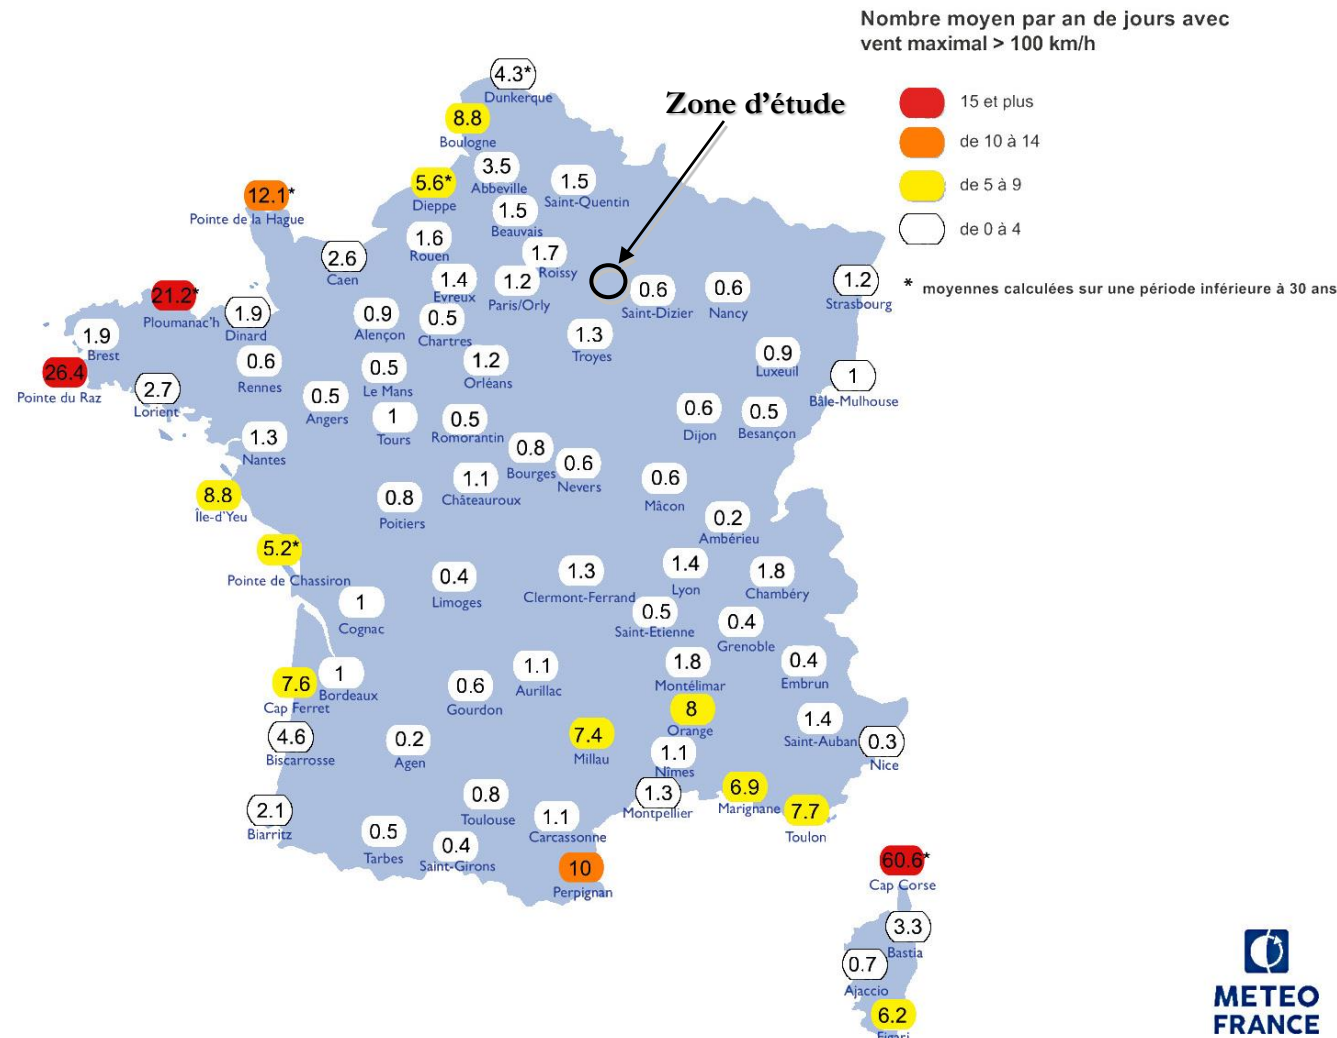 Nombre moyen par an de jours avec
vent maximal > 100 km/h
15 et plus
de 10 à 14
de 5 à 9
de 0 à 4
* moyennes calculées sur une période inférieure à 30 ans
Zone d'étude
4.3*
Dunkerque
8.8
Boulogne
3.5
Abbeville
1.5
Saint-Quentin
5.6*
Dieppe
12.1*
Pointe de la Hague
1.5
Beauvais
1.6
Rouen
1.7
Roissy
2.6
Caen
1.4
Evreux
1.2
Paris/Orly
0.6
Saint-Dizier
0.6
Nancy
1.2
Strasbourg
21.2*
Ploumanac'h
1.9
Dinard
0.9
Alençon
0.5
Chartres
1.3
Troyes
1.9
Brest
26.4
Pointe du Raz
0.6
Rennes
0.5
Le Mans
1.2
Orléans
0.9
Luxeuil
1
Bâle-Mulhouse
2.7
Lorient
0.5
Angers
1
Tours
0.5
Romorantin
0.6
Dijon
0.5
Besançon
1.3
Nantes
0.8
Bourges
0.6
Nevers
1.1
Châteauroux
0.6
Mâcon
8.8
Île-d'Yeu
0.8
Poitiers
0.2
Ambérieu
5.2*
Pointe de Chassiron
0.4
Limoges
1.3
Clermont-Ferrand
1.4
Lyon
1.8
Chambéry
1
Cognac
0.5
Saint-Etienne
0.4
Grenoble
7.6
Cap Ferret
1
Bordeaux
0.6
Gourdon
1.1
Aurillac
1.8
Montélimar
0.4
Embrun
8
Orange
1.4
Saint-Auban
0.3
Nice
4.6
Biscarrosse
0.2
Agen
7.4
Millau
1.1
Nîmes
1.3
Montpellier
6.9
Marignane
7.7
Toulon
2.1
Biarritz
0.8
Toulouse
1.1
Carcassonne
0.5
Tarbes
0.4
Saint-Girons
10
Perpignan
60.6*
Cap Corse
3.3
Bastia
0.7
Ajaccio
6.2
Figari
METEO
FRANCE